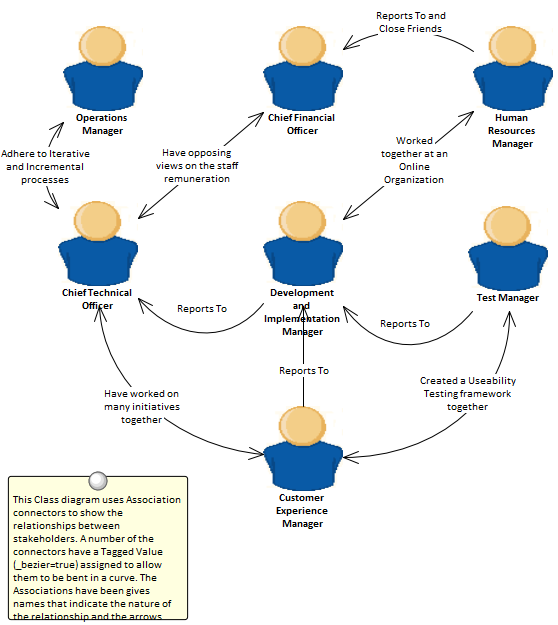 Reports To and
Close Friends
Operations
Manager
Chief Financial
Officer
Human
Resources
Manager
Adhere to Iterative
and Incremental
processes
Have opposing
views on the staff
remuneration
Worked
together at an
Online
Organization
Chief Technical
Officer
Development
and
Implementation
Manager
Test Manager
Reports To
Reports To
Reports To
Have worked on
many initiatives
together
Created a Useability
Testing framework
together
Customer
Experience
Manager
This Class diagram uses Association
connectors to show the
relationships between
stakeholders. A number of the
connectors have a Tagged Value
(_bezier=true) assigned to allow
them to be bent in a curve. The
Associations have been gives
names that indicate the nature of
the relationship and the arrows